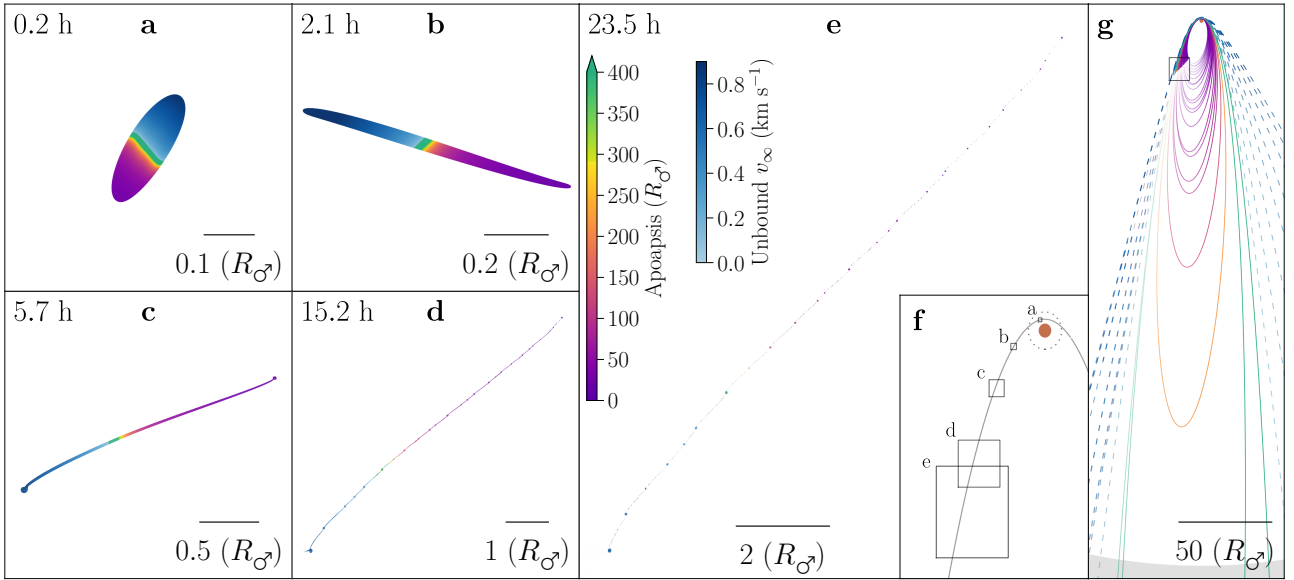 0.2 h a
0.1 (R♂)
2.1 h b
0.2 (R♂)
5.7 h c
0.5 (R♂)
15.2 h d
1 (R♂)
23.5 h e
400
350
300
250
200
150
100
50
0
Apoapsis (R♂)
0.8
0.6
0.4
0.2
0.0
Unbound v∞ (km s⁻¹)
2 (R♂)
f
a
b
c
d
e
g
50 (R♂)